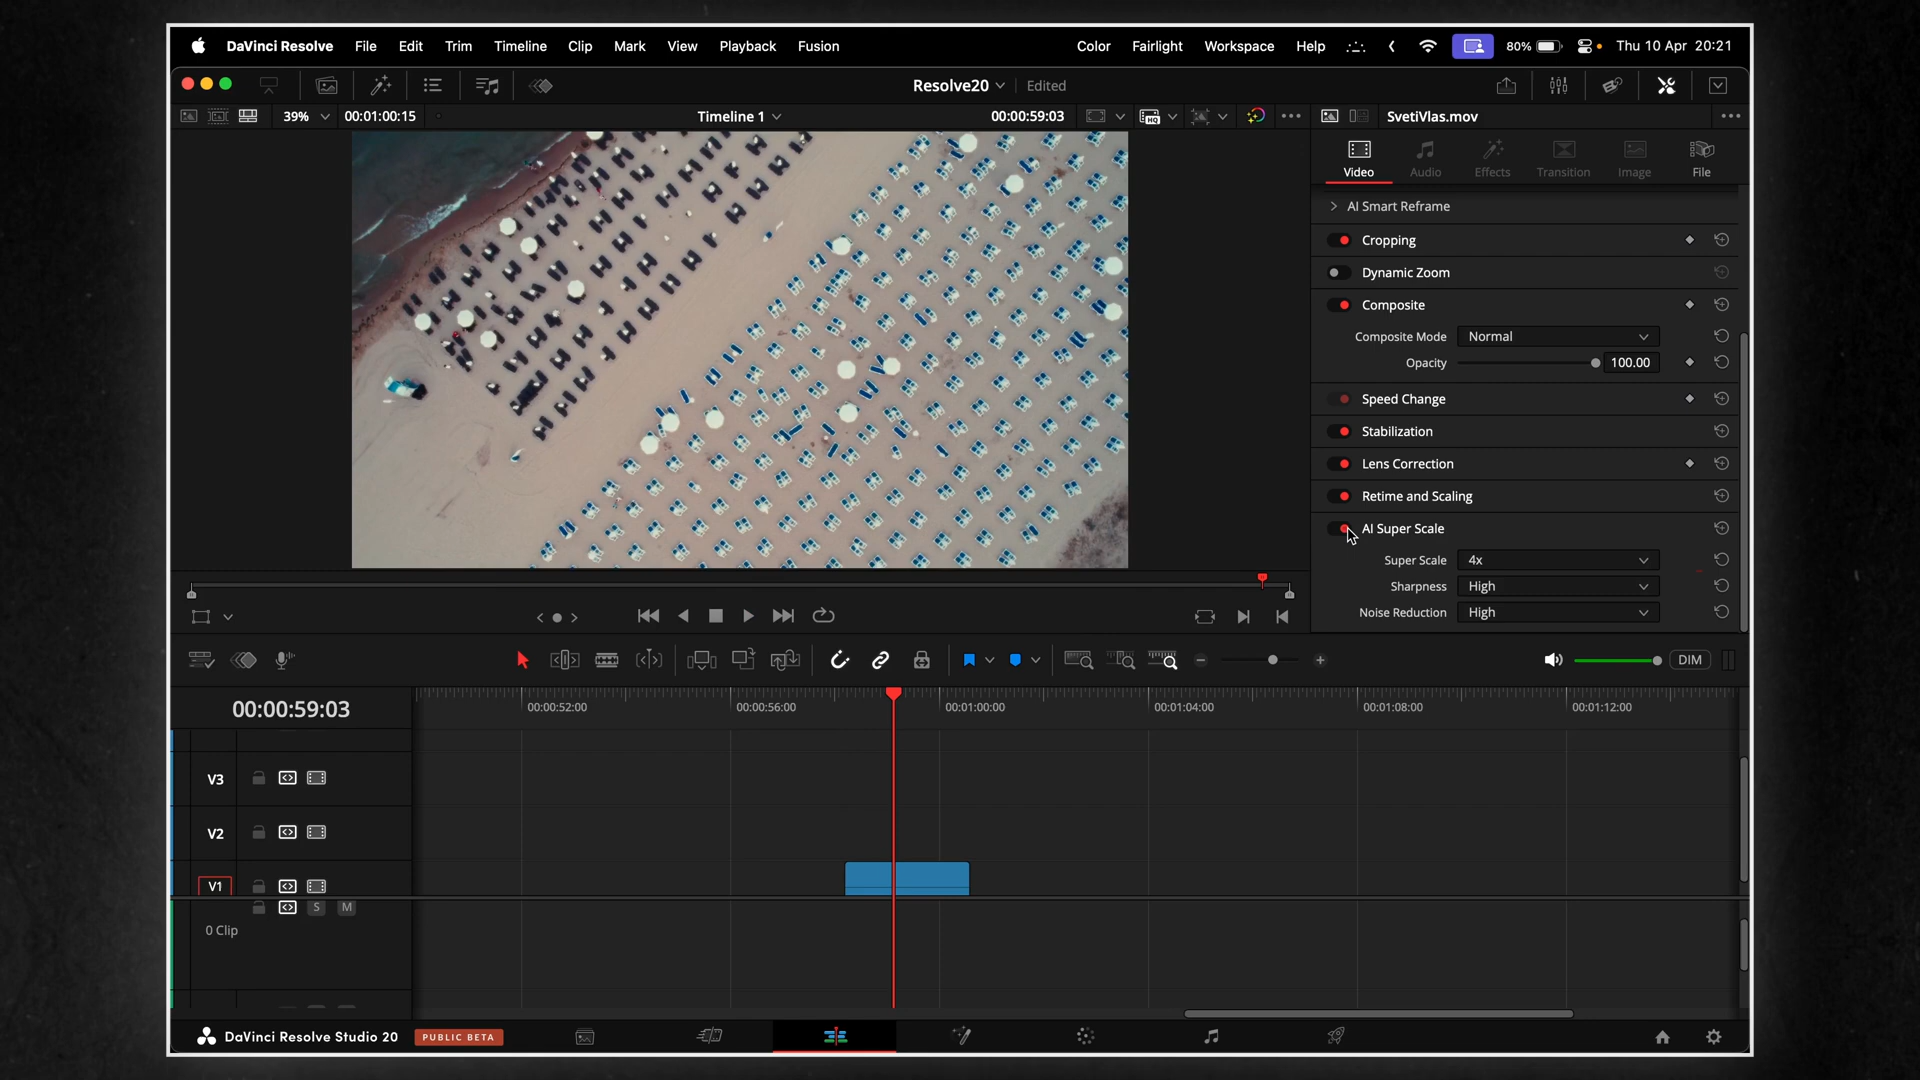 DaVinci Resolve File Edit Trim Timeline Clip Mark View Playback Fusion Color Fairlight Workspace Help 80% Thu 10 Apr 20:21
Resolve20 Edited
39% 00:01:00:15 Timeline 1 00:00:59:03 SvetiVlas.mov
Video Audio Effects Transition Image File
AI Smart Reframe
Cropping
Dynamic Zoom
Composite
Composite Mode Normal
Opacity 100.00
Speed Change
Stabilization
Lens Correction
Retime and Scaling
AI Super Scale
Super Scale 4x
Sharpness High
Noise Reduction High
DIM
00:00:59:03
00:00:52:00 00:00:56:00 00:01:00:00 00:01:04:00 00:01:08:00 00:01:12:00
V3
V2
V1
S M
0 Clip
DaVinci Resolve Studio 20 PUBLIC BETA